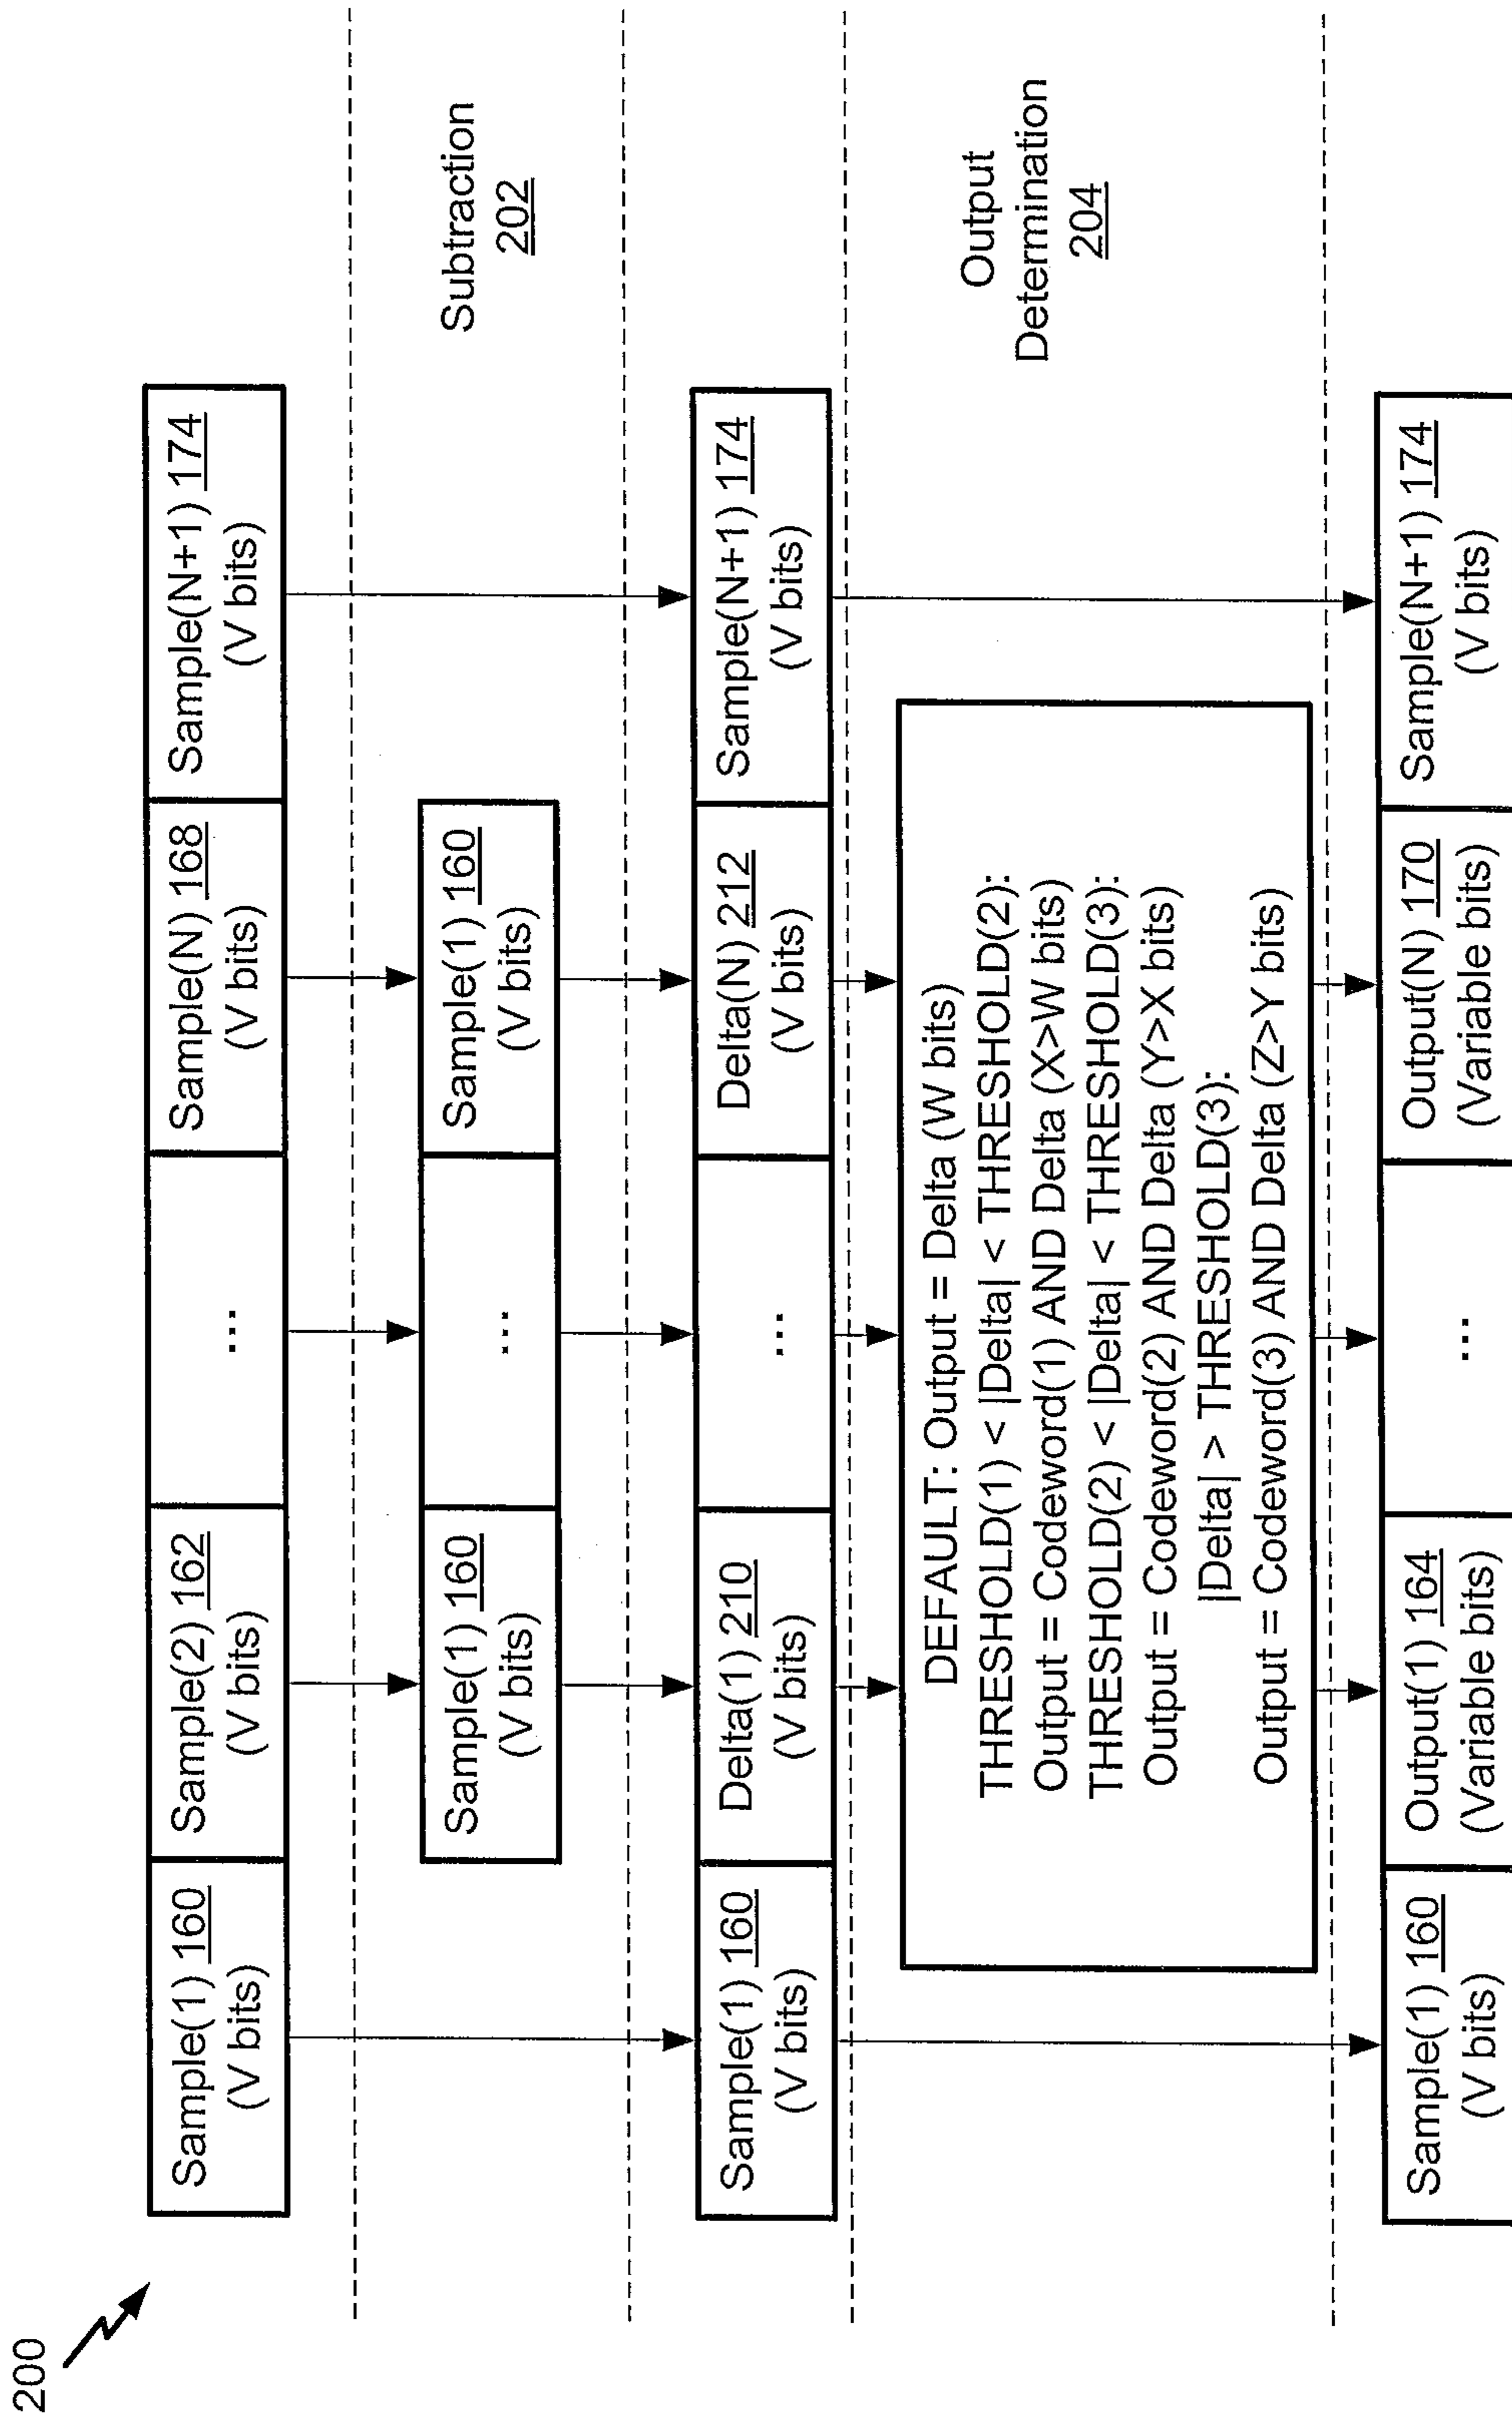 200
Sample(1) 160
(V bits)
Sample(2) 162
(V bits)
...
Sample(N) 168
(V bits)
Sample(N+1) 174
(V bits)
Sample(1) 160
(V bits)
...
Sample(1) 160
(V bits)
Subtraction
202
Sample(1) 160
(V bits)
Delta(1) 210
(V bits)
...
Delta(N) 212
(V bits)
Sample(N+1) 174
(V bits)
DEFAULT: Output = Delta (W bits)
THRESHOLD(1) < |Delta| < THRESHOLD(2):
Output = Codeword(1) AND Delta (X>W bits)
THRESHOLD(2) < |Delta| < THRESHOLD(3):
Output = Codeword(2) AND Delta (Y>X bits)
|Delta| > THRESHOLD(3):
Output = Codeword(3) AND Delta (Z>Y bits)
Output
Determination
204
Sample(1) 160
(V bits)
Output(1) 164
(Variable bits)
...
Output(N) 170
(Variable bits)
Sample(N+1) 174
(V bits)